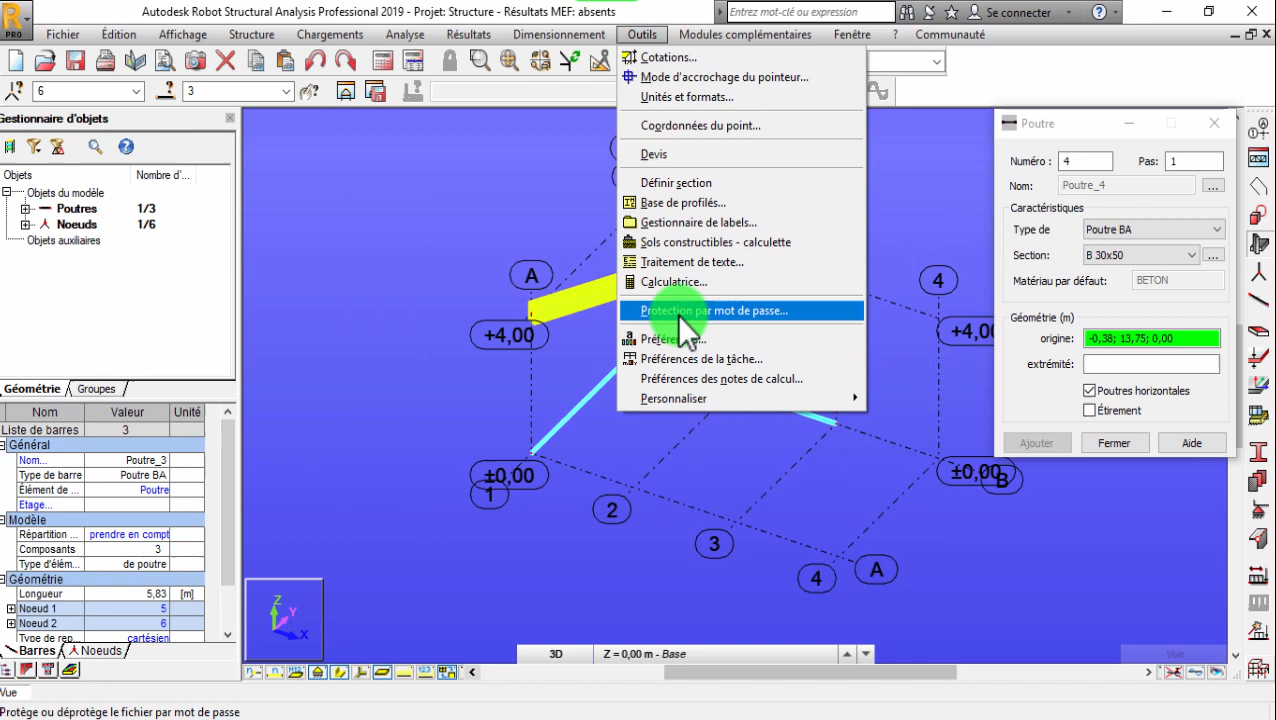 Autodesk Robot Structural Analysis Professional 2019 - Projet: Structure - Résultats MEF: absents
Entrez mot-clé ou expression
Se connecter
PRO
Fichier Édition Affichage Structure Chargements Analyse Résultats Dimensionnement Outils Modules complémentaires Fenêtre ? Communauté
6
3
Gestionnaire d'objets
Objets Nombre d'...
Objets du modèle
Poutres 1/3
Noeuds 1/6
Objets auxiliaires
Géométrie Groupes
Nom Valeur Unité
Liste de barres 3
Général
Nom... Poutre_3
Type de barre Poutre BA
Élément de ... Poutre
Etage...
Modèle
Répartition ... prendre en compt
Composants 3
Type d'élém... de poutre
Géométrie
Longueur 5,83 [m]
Noeud 1 5
Noeud 2 6
Type de rep... cartésien
Barres Noeuds
Vue
Protège ou déprotège le fichier par mot de passe
Cotations...
Mode d'accrochage du pointeur...
Unités et formats...
Coordonnées du point...
Devis
Définir section
Base de profilés...
Gestionnaire de labels...
Sols constructibles - calculette
Traitement de texte...
Calculatrice...
Protection par mot de passe...
Préférences...
Préférences de la tâche...
Préférences des notes de calcul...
Personnaliser
A
+4,00
±0,00
1
2
3
4
A
4
+4,00
±0,00
B
Z
Y
X
3D Z = 0,00 m - Base
Vue
Poutre
Numéro : 4 Pas: 1
Nom: Poutre_4 ...
Caractéristiques
Type de Poutre BA
Section: B 30x50 ...
Matériau par défaut: BETON
Géométrie (m)
origine: -0,38; 13,75; 0,00
extrémité:
Poutres horizontales
Étirement
Ajouter Fermer Aide